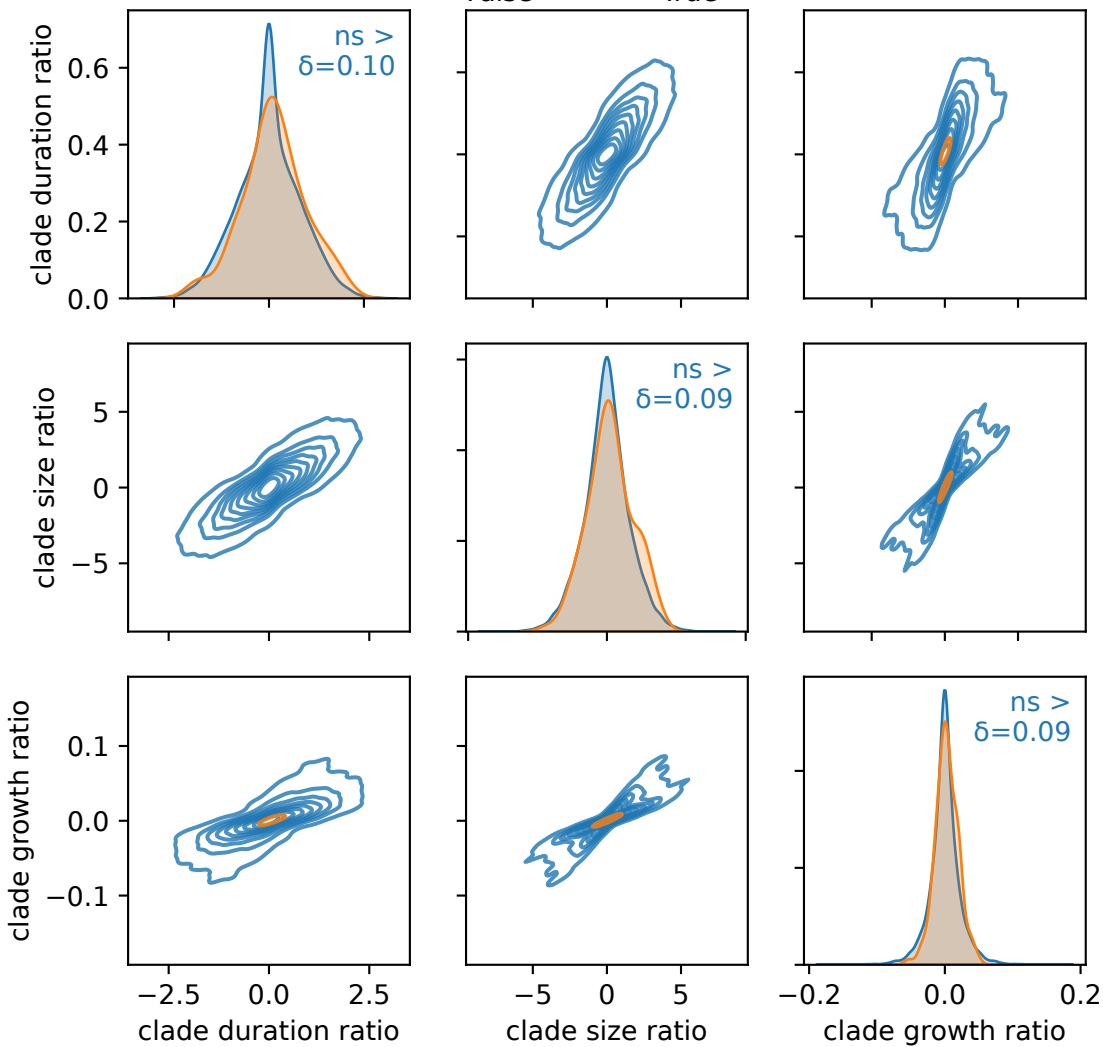 clade duration ratio
0.6
0.4
0.2
0.0
ns >
δ=0.10
clade size ratio
5
0
−5
ns >
δ=0.09
clade growth ratio
0.1
0.0
−0.1
ns >
δ=0.09
−2.5 0.0 2.5
−5 0 5
−0.2 0.0 0.2
clade duration ratio
clade size ratio
clade growth ratio